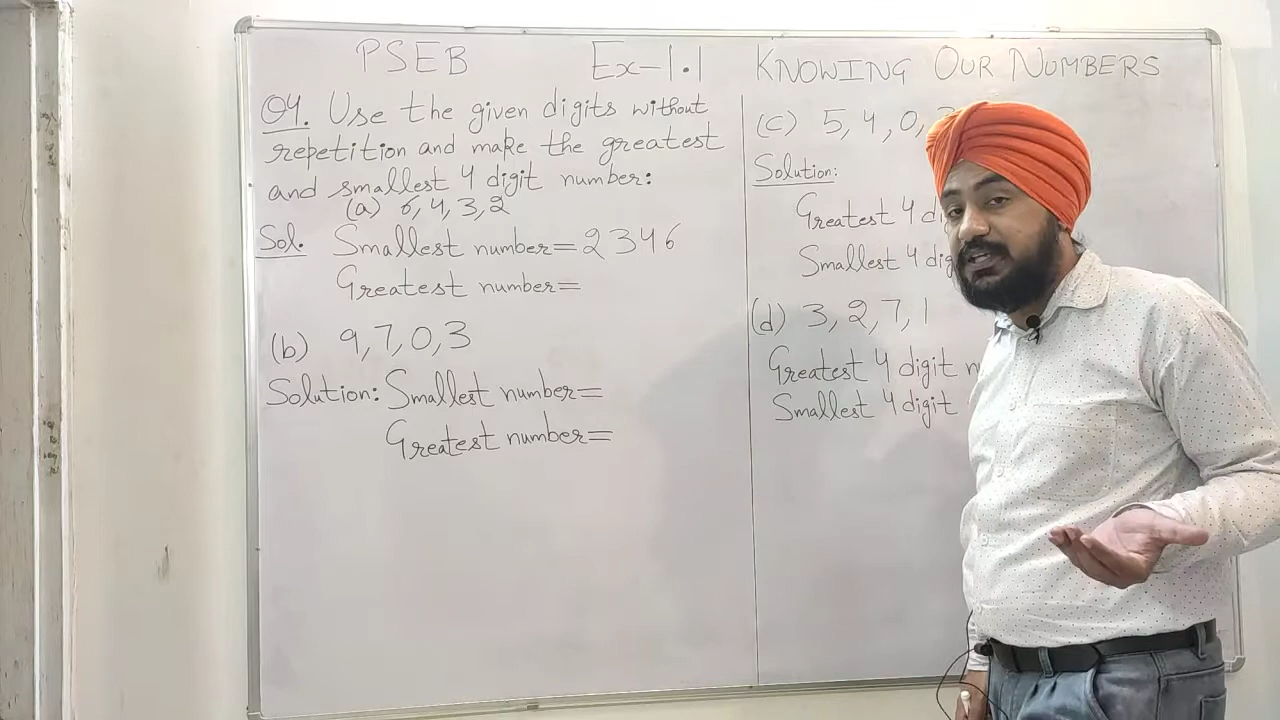 PSEB Ex-1.1 KNOWING OUR NUMBERS
Q4. Use the given digits without
repetition and make the greatest
and smallest 4 digit number:
(a) 6, 4, 3, 2
Sol. Smallest number = 2346
Greatest number =
(b) 9, 7, 0, 3
Solution: Smallest number =
Greatest number =
(c) 5, 4, 0,
Solution:
Greatest 4
Smallest 4
(d) 3, 2, 7, 1
Greatest 4 digit
Smallest 4 digit